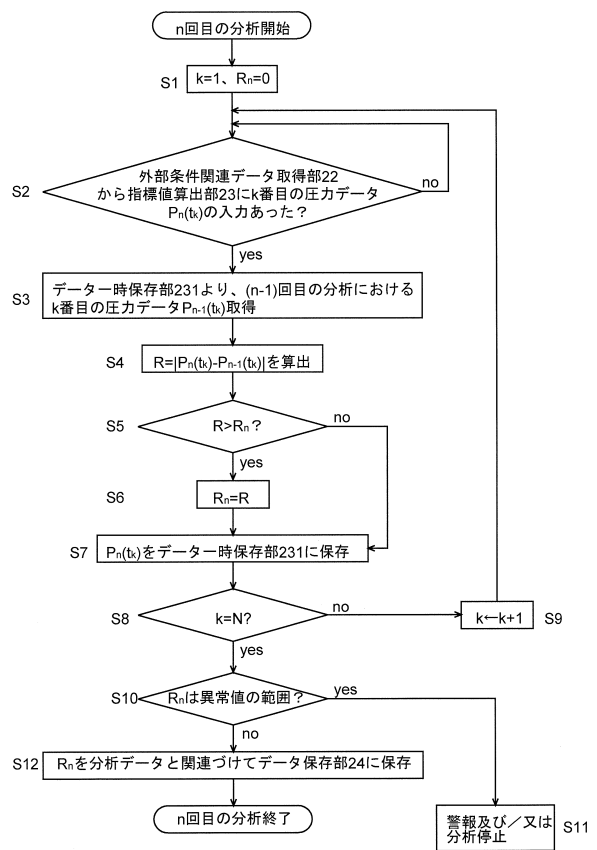 n回目の分析開始
S1
k=1、Rn=0
S2
外部条件関連データ取得部22
から指標値算出部23にk番目の圧力データ
Pn(tk)の入力あった？
no
yes
S3
データ一時保存部231より、(n-1)回目の分析における
k番目の圧力データPn-1(tk)取得
S4
R=|Pn(tk)-Pn-1(tk)|を算出
S5
R>Rn？
no
yes
S6
Rn=R
S7
Pn(tk)をデータ一時保存部231に保存
S8
k=N?
no
k←k+1
S9
yes
S10
Rnは異常値の範囲？
yes
no
S12
Rnを分析データと関連づけてデータ保存部24に保存
n回目の分析終了
警報及び／又は
分析停止
S11